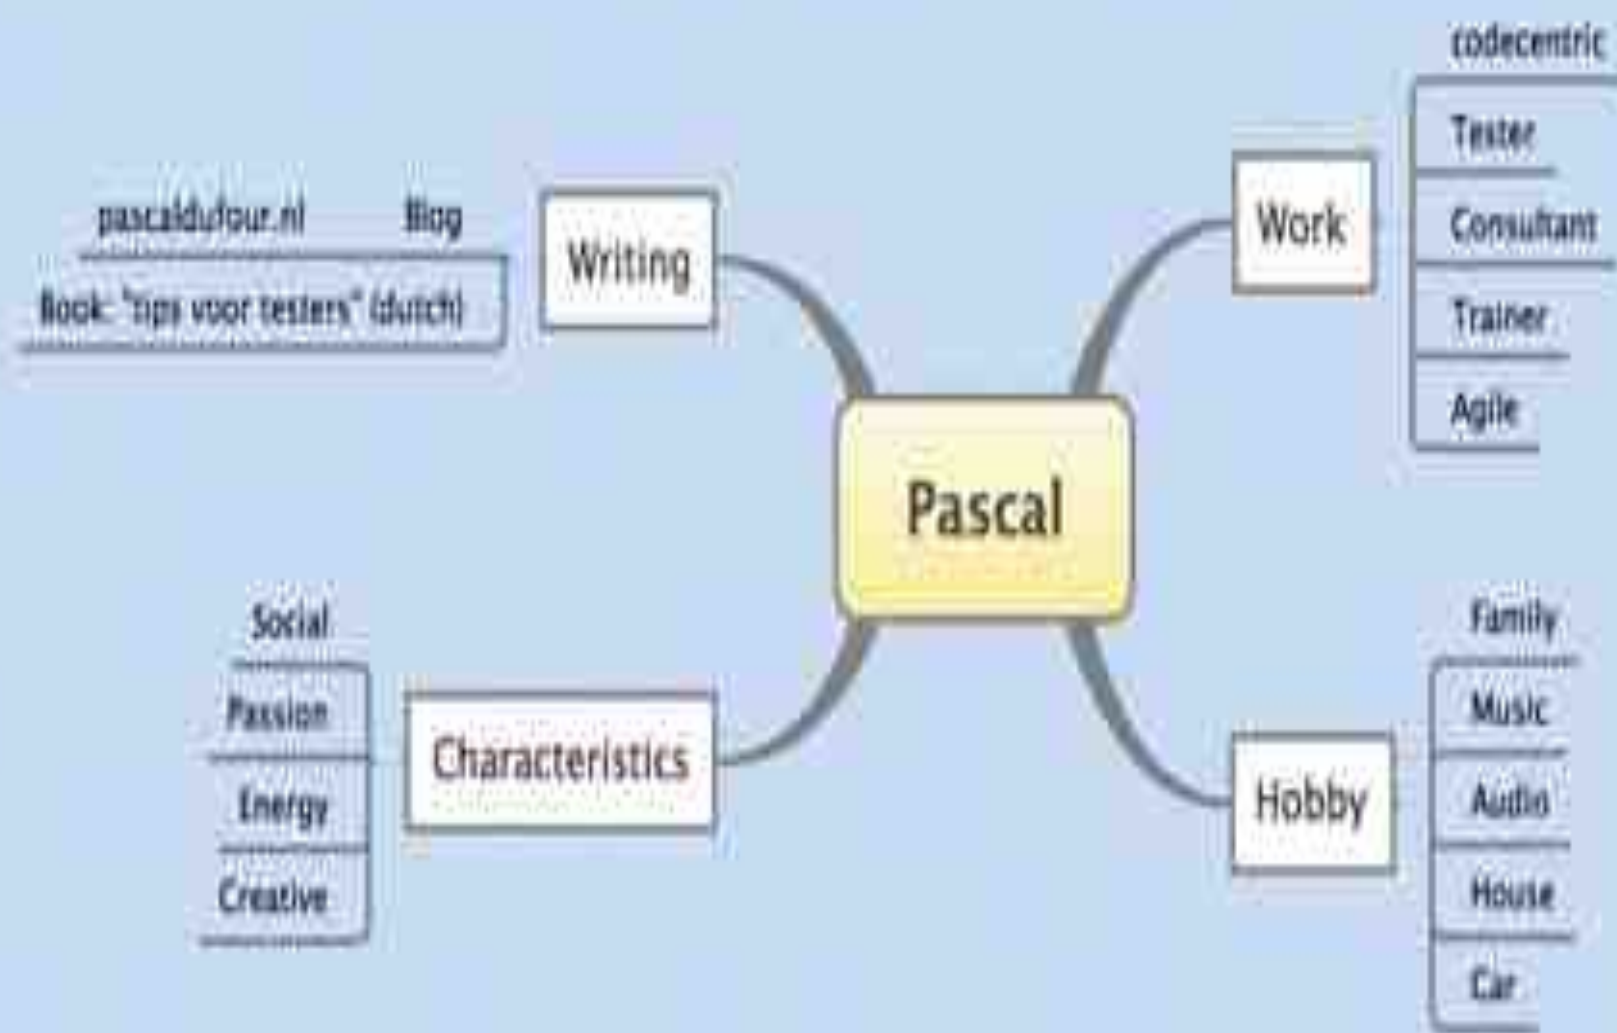 codecentric
Tester
Work
Consultant
Trainer
Agile
pascaldufour.nl Blog
Writing
Book: "tips voor testers" (dutch)
Pascal
Social
Passion
Characteristics
Energy
Creative
Family
Music
Hobby
Audio
House
Car